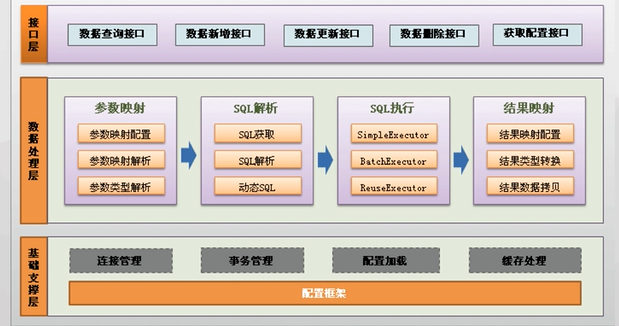 接口层
数据查询接口 数据新增接口 数据更新接口 数据删除接口 获取配置接口
数据处理层
参数映射 SQL解析 SQL执行 结果映射
参数映射配置 SQL获取 SimpleExecutor 结果映射配置
参数映射解析 SQL解析 BatchExecutor 结果类型转换
参数类型解析 动态SQL ReuseExecutor 结果数据拷贝
基础支撑层
连接管理 事务管理 配置加载 缓存处理
配置框架